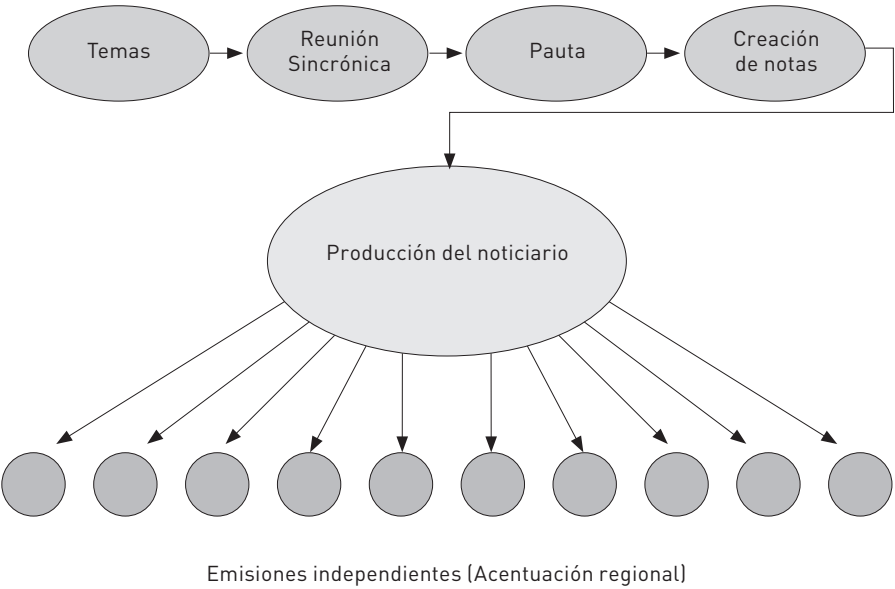 Temas
Reunión
Sincrónica
Pauta
Creación
de notas
Producción del noticiario
Emisiones independientes (Acentuación regional)